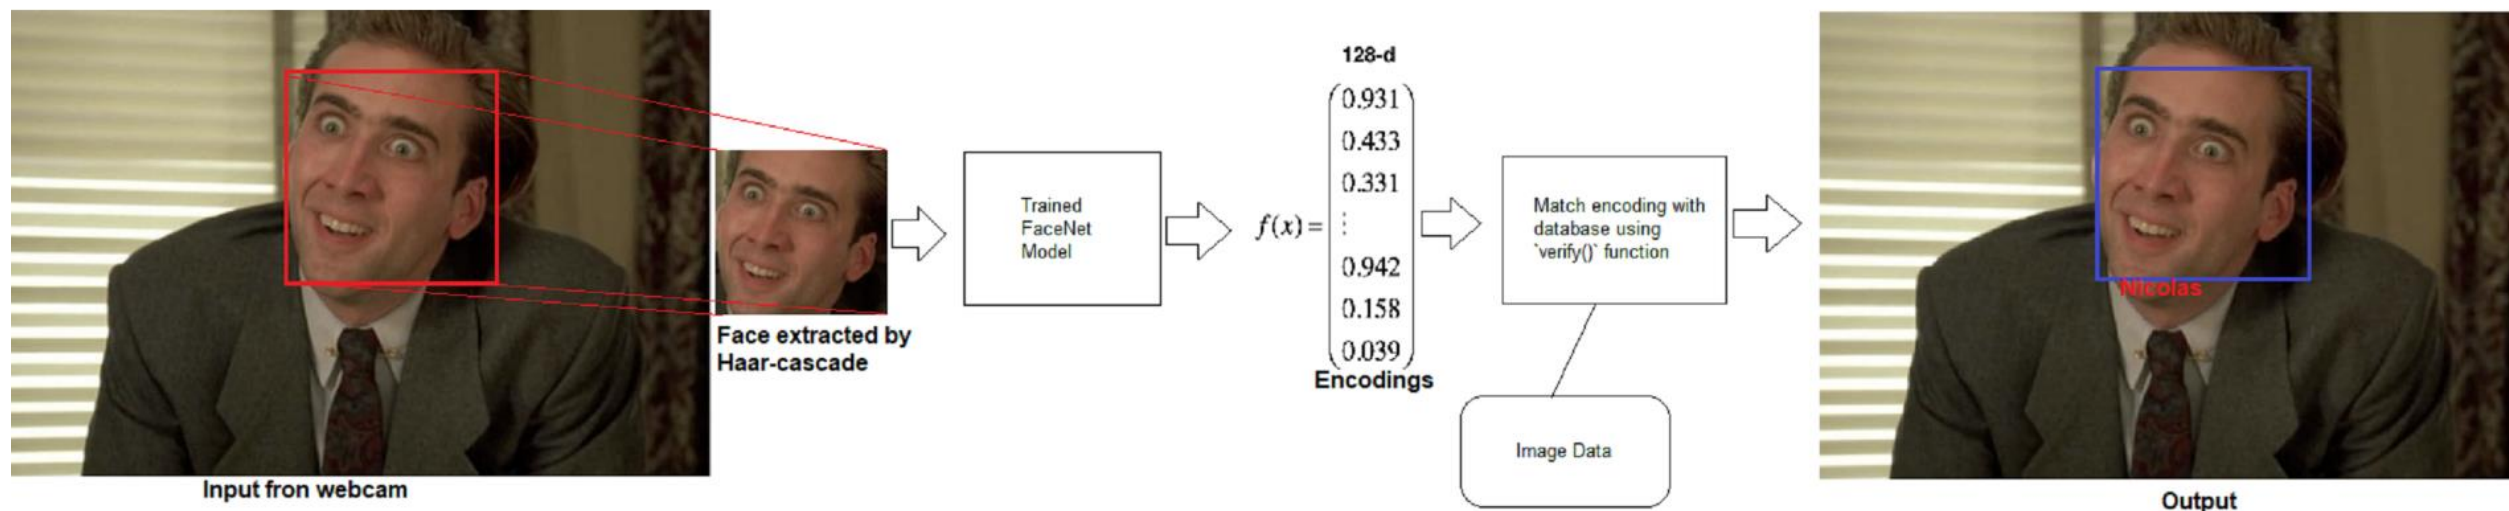 Input fron webcam
Face extracted by
Haar-cascade
Trained
FaceNet
Model
128-d
f(x) =
0.931
0.433
0.331
⋮
0.942
0.158
0.039
Encodings
Match encoding with
database using
`verify()` function
Image Data
Nicolas
Output